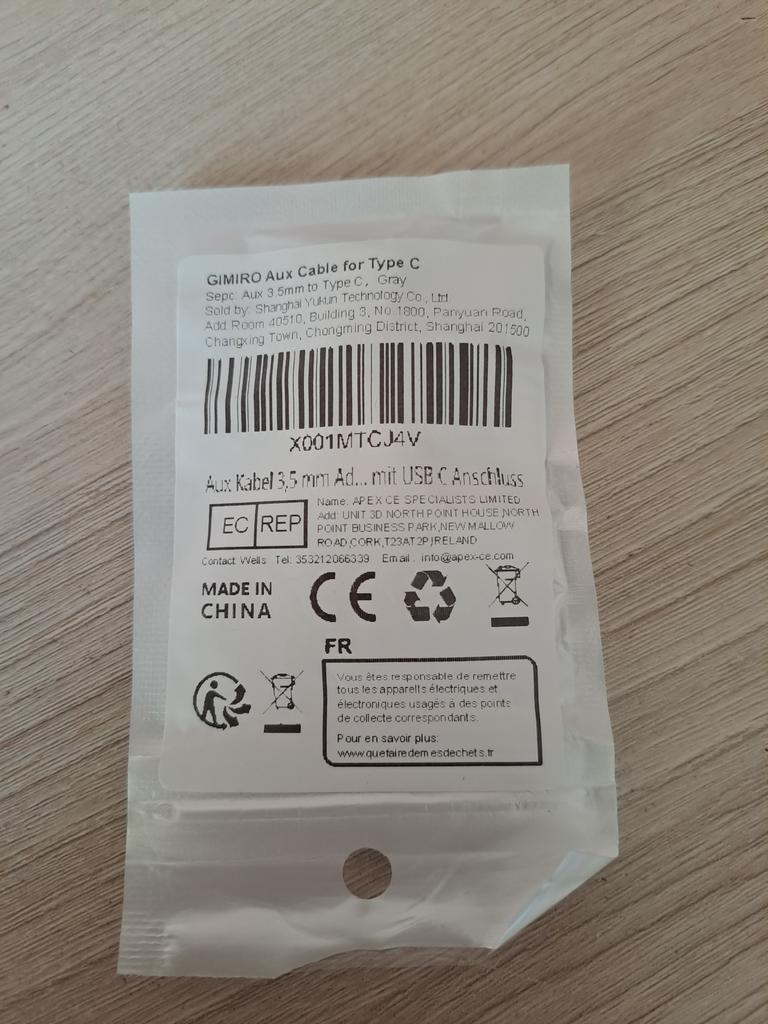 GIMIRO Aux Cable for Type C
Sepc: Aux 3.5mm to Type C, Gray
Sold by: Shanghai Yukun Technology Co., Ltd
Add: Room 40510, Building 3, No.1800, Panyuan Road,
Changxing Town, Chongming District, Shanghai 201500
X001MTCJ4V
Aux Kabel 3,5 mm Ad... mit USB C Anschluss
EC REP
Name: APEX CE SPECIALISTS LIMITED
Add: UNIT 3D NORTH POINT HOUSE,NORTH
POINT BUSINESS PARK,NEW MALLOW
ROAD,CORK,T23AT2P,IRELAND
Contact: Wells Tel: 353212066339 Email: info@apex-ce.com
MADE IN
CHINA
CE
FR
Vous êtes responsable de remettre
tous les appareils électriques et
électroniques usagés à des points
de collecte correspondants.
Pour en savoir plus:
www.quefairedemesdechets.fr